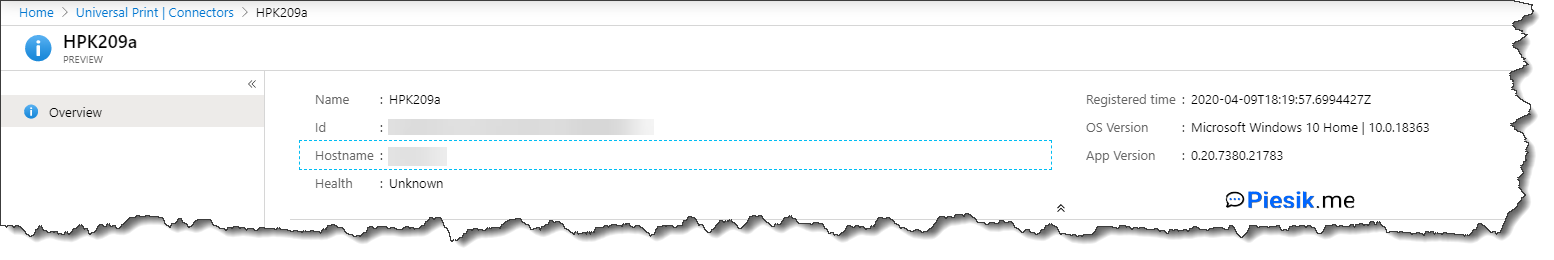 Home > Universal Print | Connectors > HPK209a
HPK209a
PREVIEW
«
Overview
Name : HPK209a
Id :
Hostname :
Health : Unknown
Registered time : 2020-04-09T18:19:57.6994427Z
OS Version : Microsoft Windows 10 Home | 10.0.18363
App Version : 0.20.7380.21783
Piesik.me